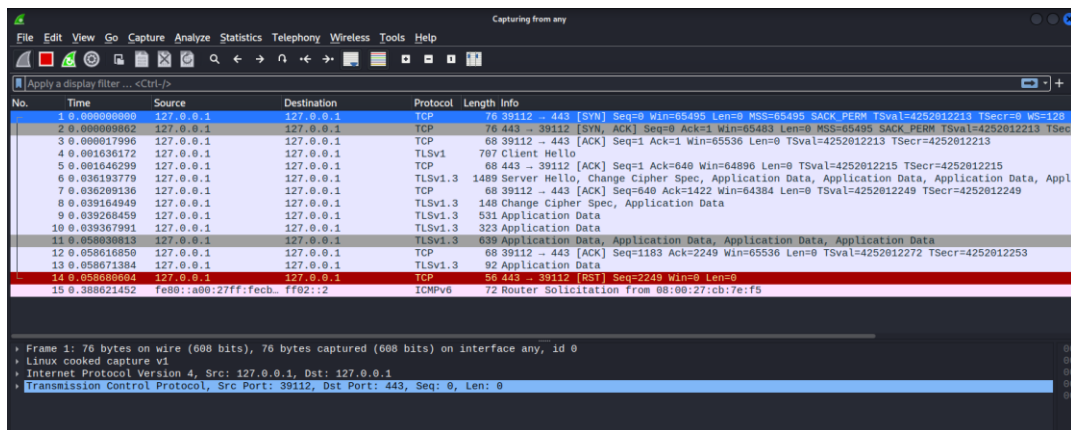 Capturing from any
File Edit View Go Capture Analyze Statistics Telephony Wireless Tools Help
Apply a display filter ... <Ctrl-/>
No. Time Source Destination Protocol Length Info
1 0.000000000 127.0.0.1 127.0.0.1 TCP 76 39112 → 443 [SYN] Seq=0 Win=65495 Len=0 MSS=65495 SACK_PERM TSval=4252012213 TSecr=0 WS=128
2 0.000009862 127.0.0.1 127.0.0.1 TCP 76 443 → 39112 [SYN, ACK] Seq=0 Ack=1 Win=65483 Len=0 MSS=65495 SACK_PERM TSval=4252012213 TSec
3 0.000017996 127.0.0.1 127.0.0.1 TCP 68 39112 → 443 [ACK] Seq=1 Ack=1 Win=65536 Len=0 TSval=4252012213 TSecr=4252012213
4 0.001636172 127.0.0.1 127.0.0.1 TLSv1 707 Client Hello
5 0.001646299 127.0.0.1 127.0.0.1 TCP 68 443 → 39112 [ACK] Seq=1 Ack=640 Win=64896 Len=0 TSval=4252012215 TSecr=4252012215
6 0.036193779 127.0.0.1 127.0.0.1 TLSv1.3 1489 Server Hello, Change Cipher Spec, Application Data, Application Data, Application Data, Appl
7 0.036209136 127.0.0.1 127.0.0.1 TCP 68 39112 → 443 [ACK] Seq=640 Ack=1422 Win=64384 Len=0 TSval=4252012249 TSecr=4252012249
8 0.039164949 127.0.0.1 127.0.0.1 TLSv1.3 148 Change Cipher Spec, Application Data
9 0.039268459 127.0.0.1 127.0.0.1 TLSv1.3 531 Application Data
10 0.039367991 127.0.0.1 127.0.0.1 TLSv1.3 323 Application Data
11 0.058030813 127.0.0.1 127.0.0.1 TLSv1.3 639 Application Data, Application Data, Application Data, Application Data
12 0.058616850 127.0.0.1 127.0.0.1 TCP 68 39112 → 443 [ACK] Seq=1183 Ack=2249 Win=65536 Len=0 TSval=4252012272 TSecr=4252012253
13 0.058671384 127.0.0.1 127.0.0.1 TLSv1.3 92 Application Data
14 0.058680604 127.0.0.1 127.0.0.1 TCP 56 443 → 39112 [RST] Seq=2249 Win=0 Len=0
15 0.388621452 fe80::a00:27ff:fecb… ff02::2 ICMPv6 72 Router Solicitation from 08:00:27:cb:7e:f5
Frame 1: 76 bytes on wire (608 bits), 76 bytes captured (608 bits) on interface any, id 0
Linux cooked capture v1
Internet Protocol Version 4, Src: 127.0.0.1, Dst: 127.0.0.1
Transmission Control Protocol, Src Port: 39112, Dst Port: 443, Seq: 0, Len: 0